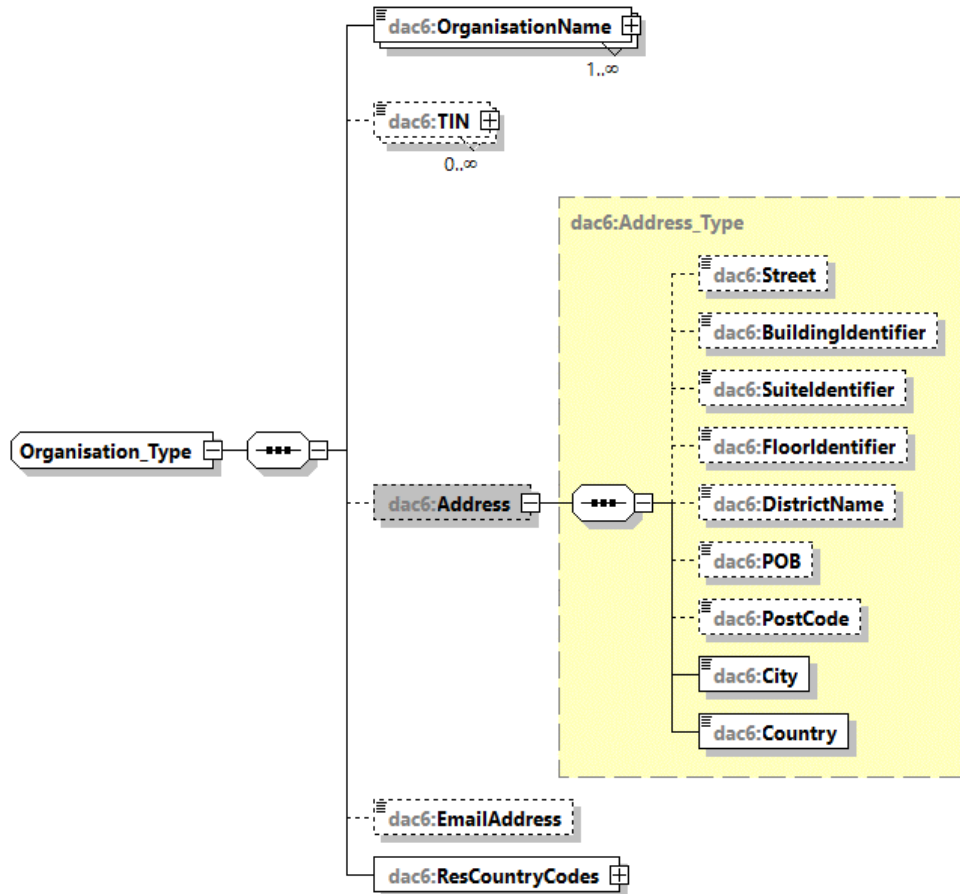 dac6:OrganisationName
1..∞
dac6:TIN
0..∞
dac6:Address_Type
dac6:Street
dac6:BuildingIdentifier
dac6:SuiteIdentifier
dac6:FloorIdentifier
Organisation_Type
dac6:Address
dac6:DistrictName
dac6:POB
dac6:PostCode
dac6:City
dac6:Country
dac6:EmailAddress
dac6:ResCountryCodes